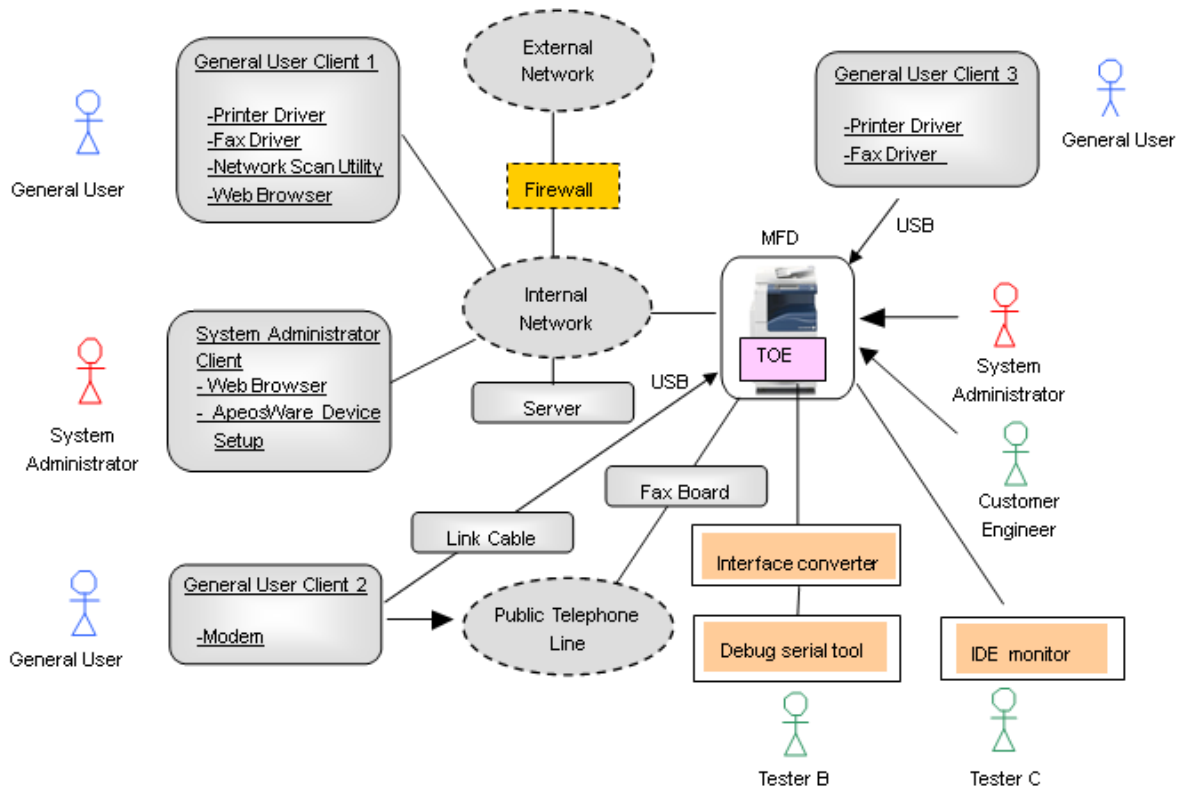 External
Network
General User Client 1
-Printer Driver
-Fax Driver
-Network Scan Utility
-Web Browser
General User
Firewall
General User Client 3
-Printer Driver
-Fax Driver
General User
USB
MFD
Internal
Network
TOE
System Administrator
Client
- Web Browser
- ApeosWare Device
Setup
System
Administrator
Server
USB
System
Administrator
Fax Board
Customer
Engineer
Link Cable
Interface converter
General User Client 2
-Modem
General User
Public Telephone
Line
Debug serial tool
IDE monitor
Tester B
Tester C